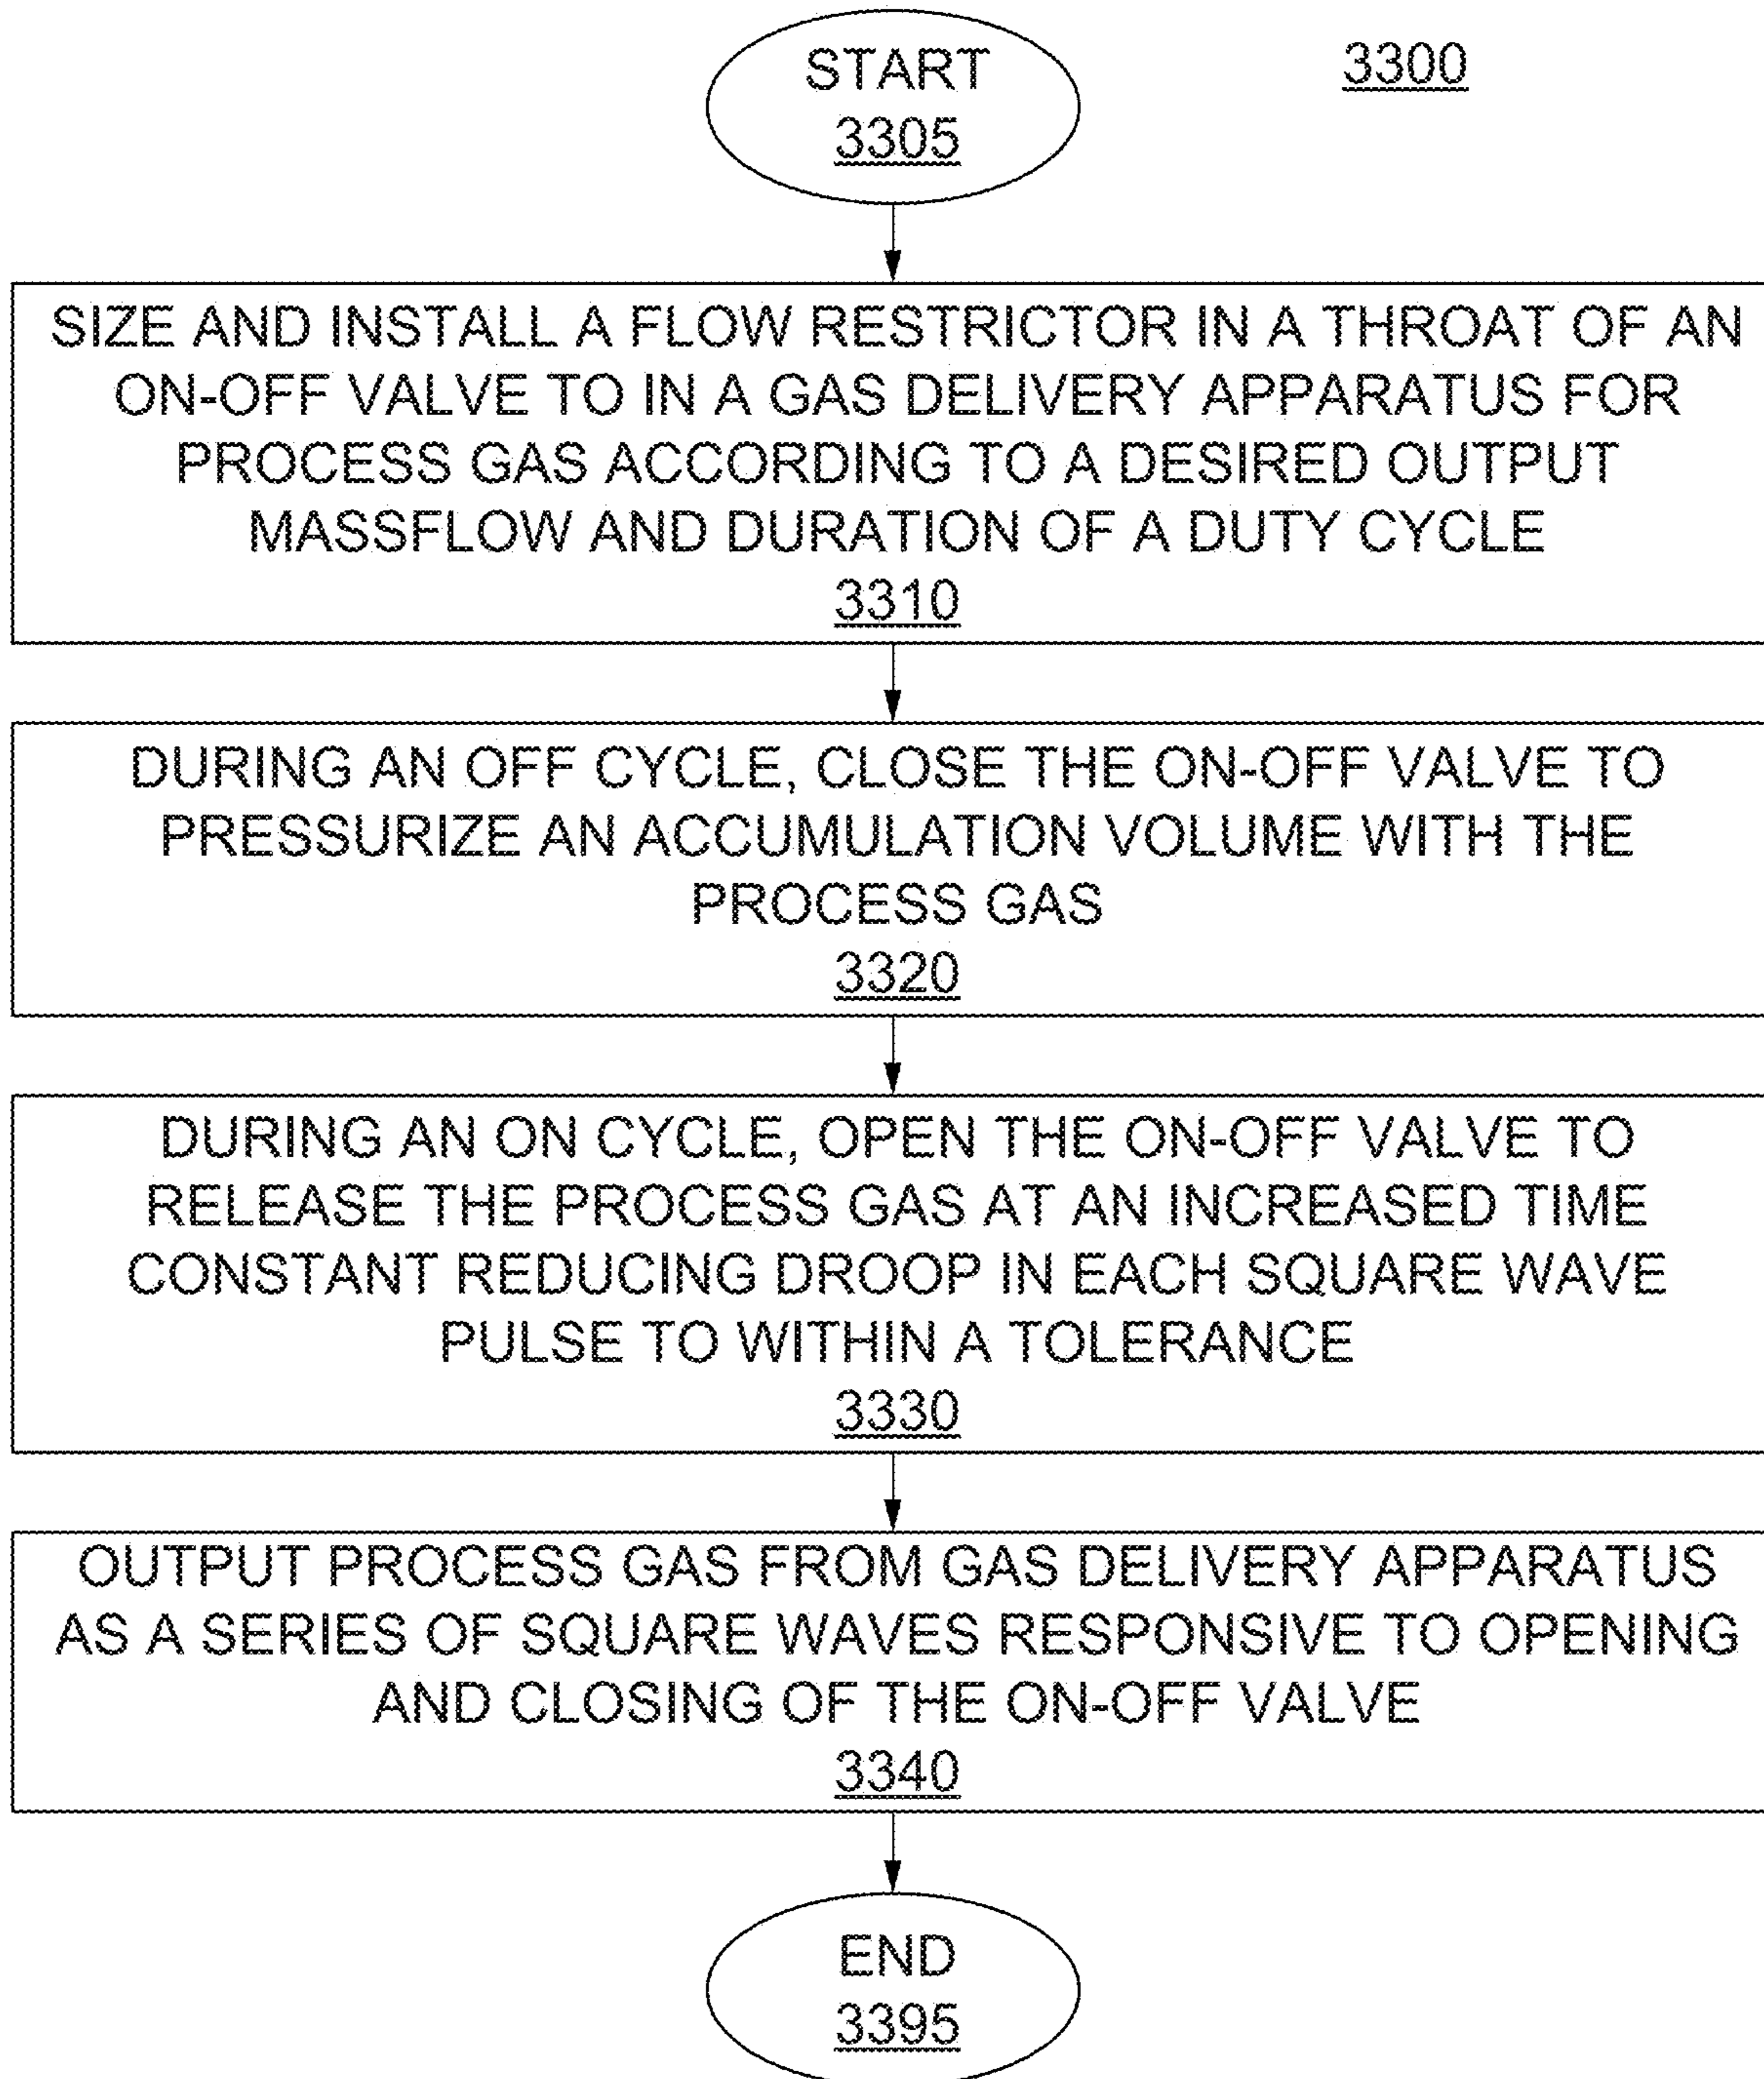 START
3300
3305
SIZE AND INSTALL A FLOW RESTRICTOR IN A THROAT OF AN
ON-OFF VALVE TO IN A GAS DELIVERY APPARATUS FOR
PROCESS GAS ACCORDING TO A DESIRED OUTPUT
MASSFLOW AND DURATION OF A DUTY CYCLE
3310
DURING AN OFF CYCLE, CLOSE THE ON-OFF VALVE TO
PRESSURIZE AN ACCUMULATION VOLUME WITH THE
PROCESS GAS
3320
DURING AN ON CYCLE, OPEN THE ON-OFF VALVE TO
RELEASE THE PROCESS GAS AT AN INCREASED TIME
CONSTANT REDUCING DROOP IN EACH SQUARE WAVE
PULSE TO WITHIN A TOLERANCE
3330
OUTPUT PROCESS GAS FROM GAS DELIVERY APPARATUS
AS A SERIES OF SQUARE WAVES RESPONSIVE TO OPENING
AND CLOSING OF THE ON-OFF VALVE
3340
END
3395